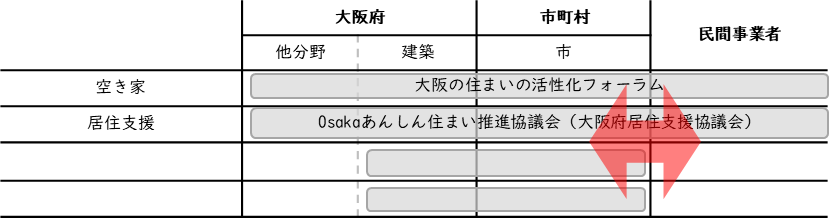 大阪府
市町村
民間事業者
他分野
建築
市
空き家
大阪の住まいの活性化フォーラム
居住支援
Osakaあんしん住まい推進協議会（大阪府居住支援協議会）